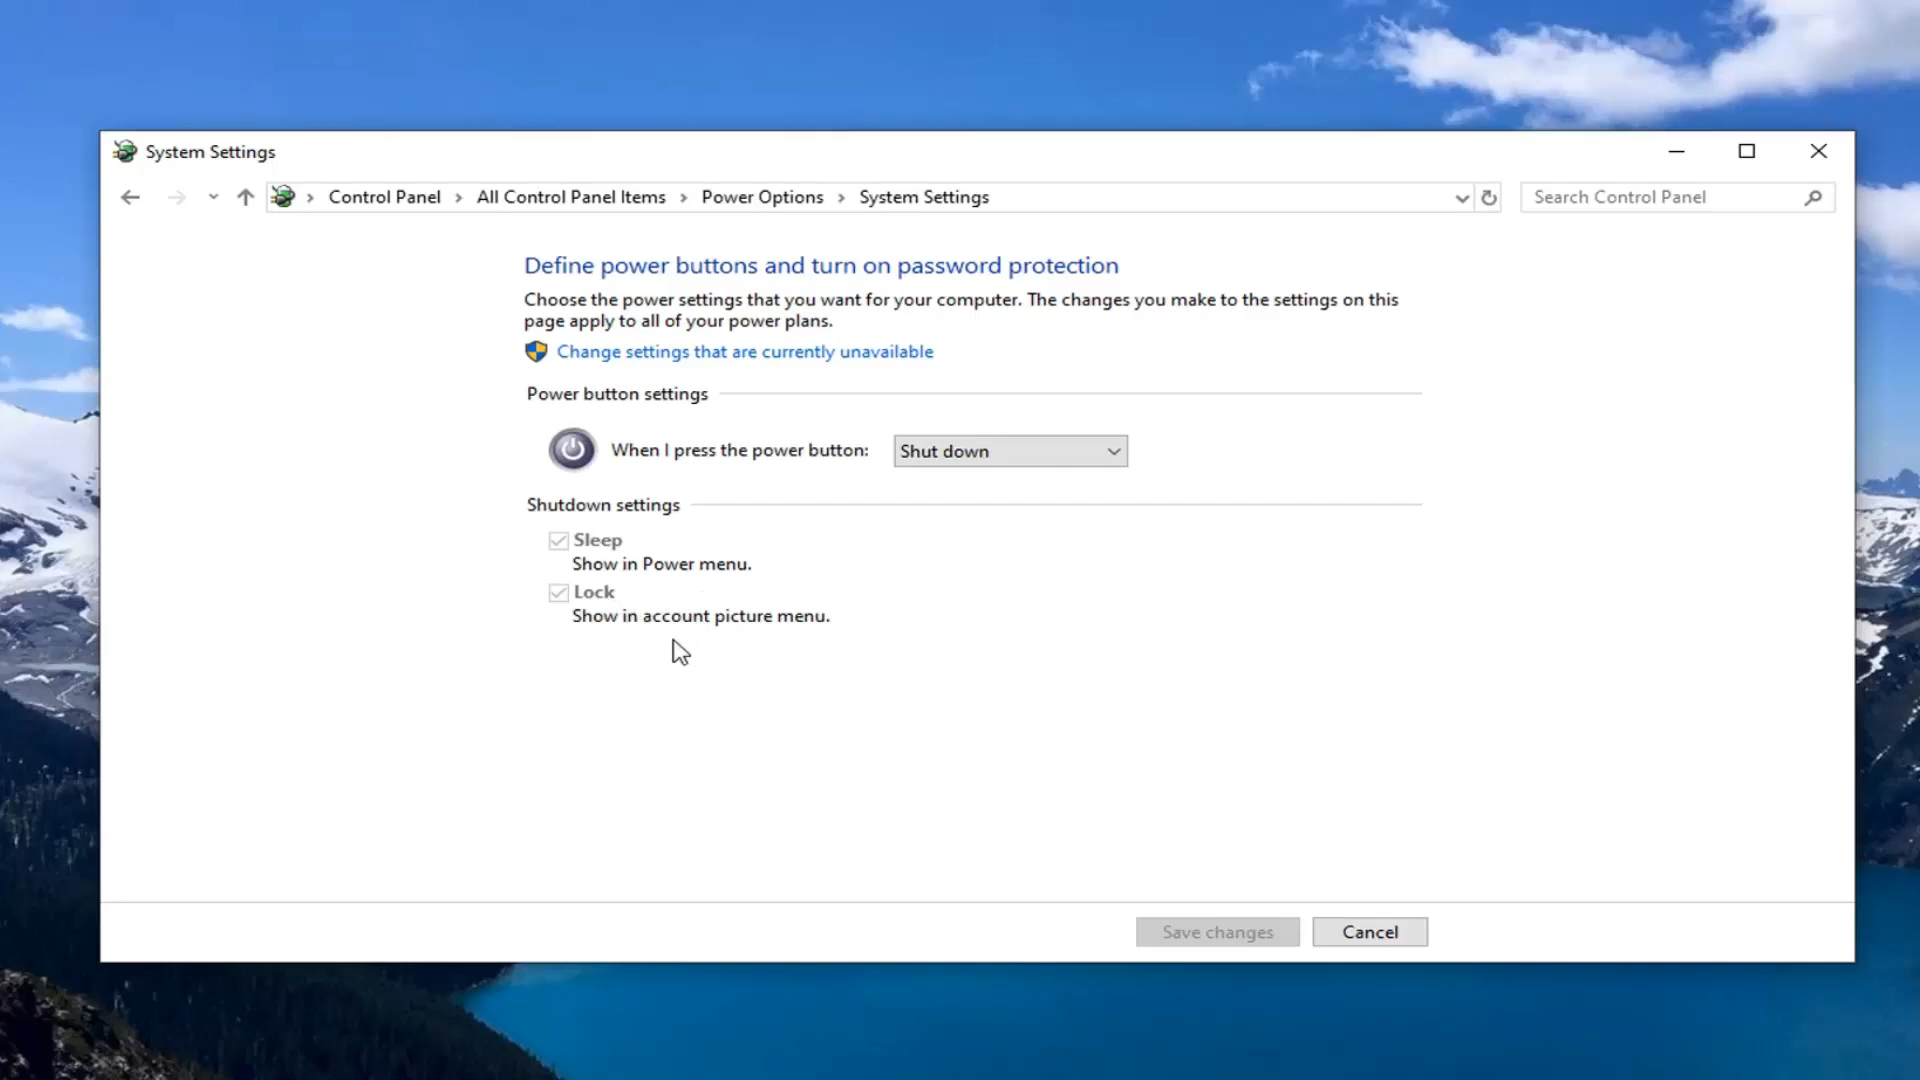 System Settings
Control Panel > All Control Panel Items > Power Options > System Settings
Search Control Panel
Define power buttons and turn on password protection
Choose the power settings that you want for your computer. The changes you make to the settings on this
page apply to all of your power plans.
Change settings that are currently unavailable
Power button settings
When I press the power button: Shut down
Shutdown settings
Sleep
Show in Power menu.
Lock
Show in account picture menu.
Save changes Cancel